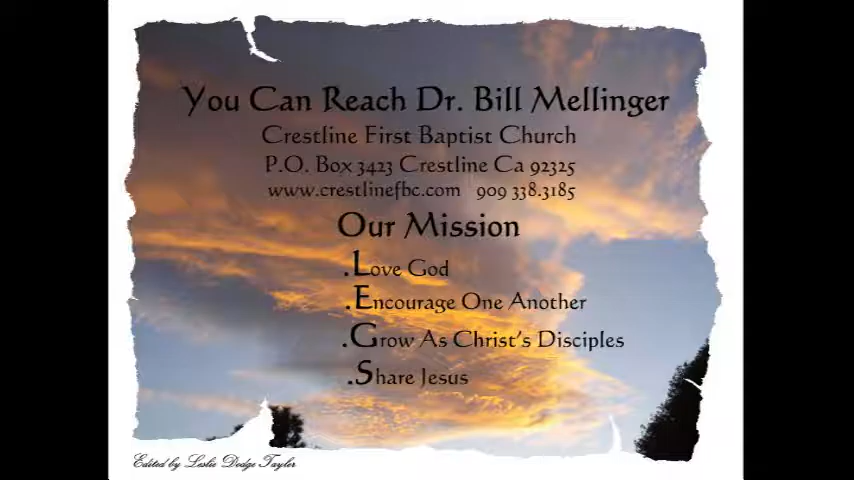 You Can Reach Dr. Bill Mellinger
Crestline First Baptist Church
P.O. Box 3423 Crestline Ca 92325
www.crestlinefbc.com 909 338.3185
Our Mission
.Love God
.Encourage One Another
.Grow As Christ's Disciples
.Share Jesus
Edited by Leslie Dodge Tayler